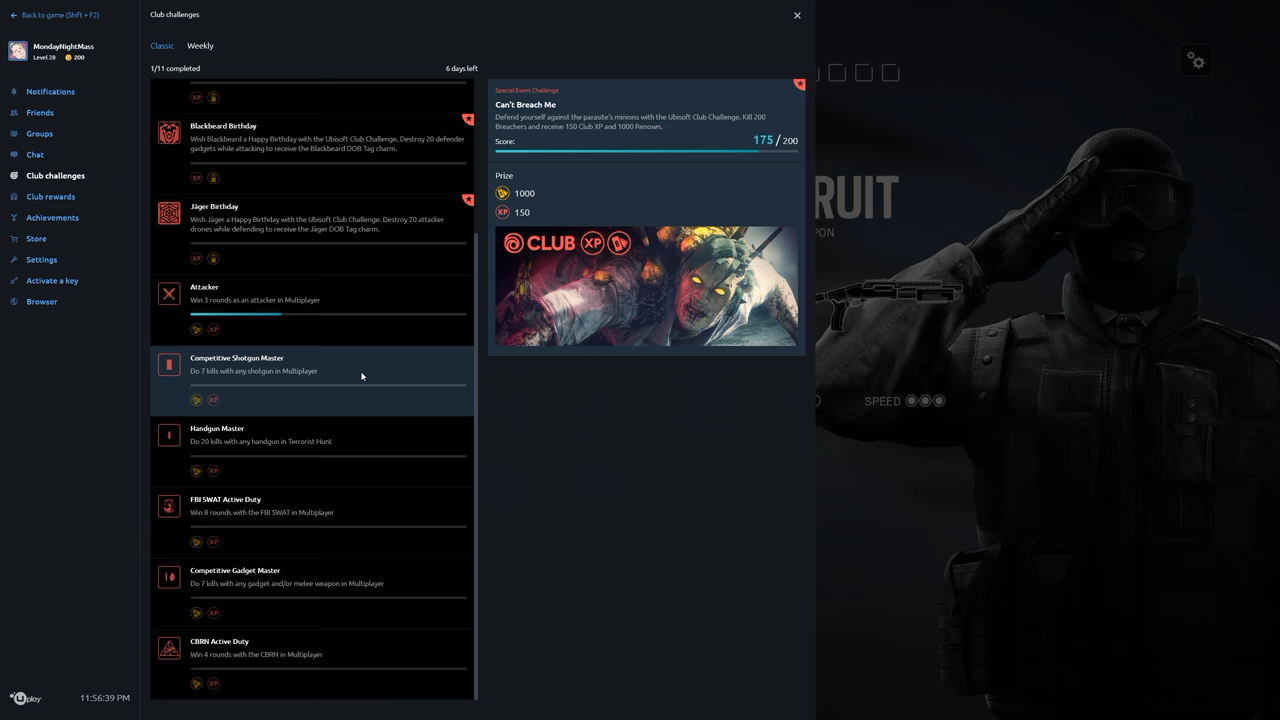 Back to game (Shift + F2)
MondayNightMass
Level 28 200
Notifications
Friends
Groups
Chat
Club challenges
Club rewards
Achievements
Store
Settings
Activate a key
Browser
Uplay
11:56:39 PM
Club challenges
Classic Weekly
1/11 completed 6 days left
XP
Blackbeard Birthday
Wish Blackbeard a Happy Birthday with the Ubisoft Club Challenge. Destroy 20 defender
gadgets while attacking to receive the Blackbeard DOB Tag charm.
XP
Jäger Birthday
Wish Jäger a Happy Birthday with the Ubisoft Club Challenge. Destroy 20 attacker
drones while defending to receive the Jäger DOB Tag charm.
XP
Attacker
Win 3 rounds as an attacker in Multiplayer
XP
Competitive Shotgun Master
Do 7 kills with any shotgun in Multiplayer
XP
Handgun Master
Do 20 kills with any handgun in Terrorist Hunt
XP
FBI SWAT Active Duty
Win 8 rounds with the FBI SWAT in Multiplayer
XP
Competitive Gadget Master
Do 7 kills with any gadget and/or melee weapon in Multiplayer
XP
CBRN Active Duty
Win 4 rounds with the CBRN in Multiplayer
XP
Special Event Challenge
Can't Breach Me
Defend yourself against the parasite's minions with the Ubisoft Club Challenge. Kill 200
Breachers and receive 150 Club XP and 1000 Renown.
Score: 175 / 200
Prize
1000
XP 150
CLUB XP
RUIT
PON
SPEED